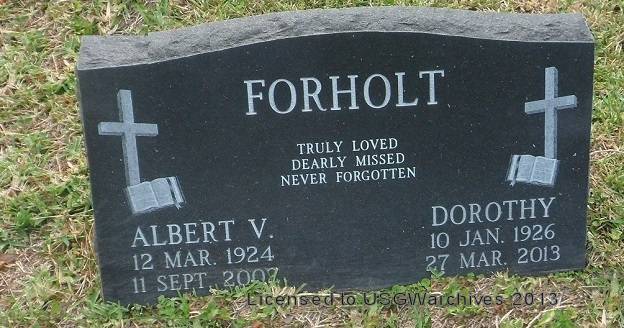 FORHOLT
TRULY LOVED
DEARLY MISSED
NEVER FORGOTTEN
ALBERT V.
12 MAR. 1924
11 SEPT. 2007
DOROTHY
10 JAN. 1926
27 MAR. 2013
Licensed to USGWarchives 2013